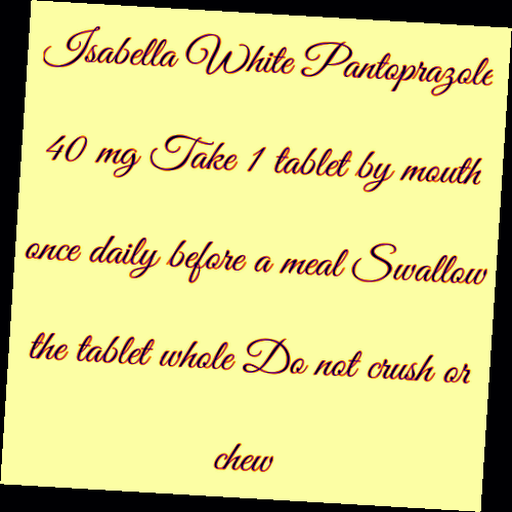 Isabella White Pantoprazole
40 mg Take 1 tablet by mouth
once daily before a meal Swallow
the tablet whole Do not crush or
chew